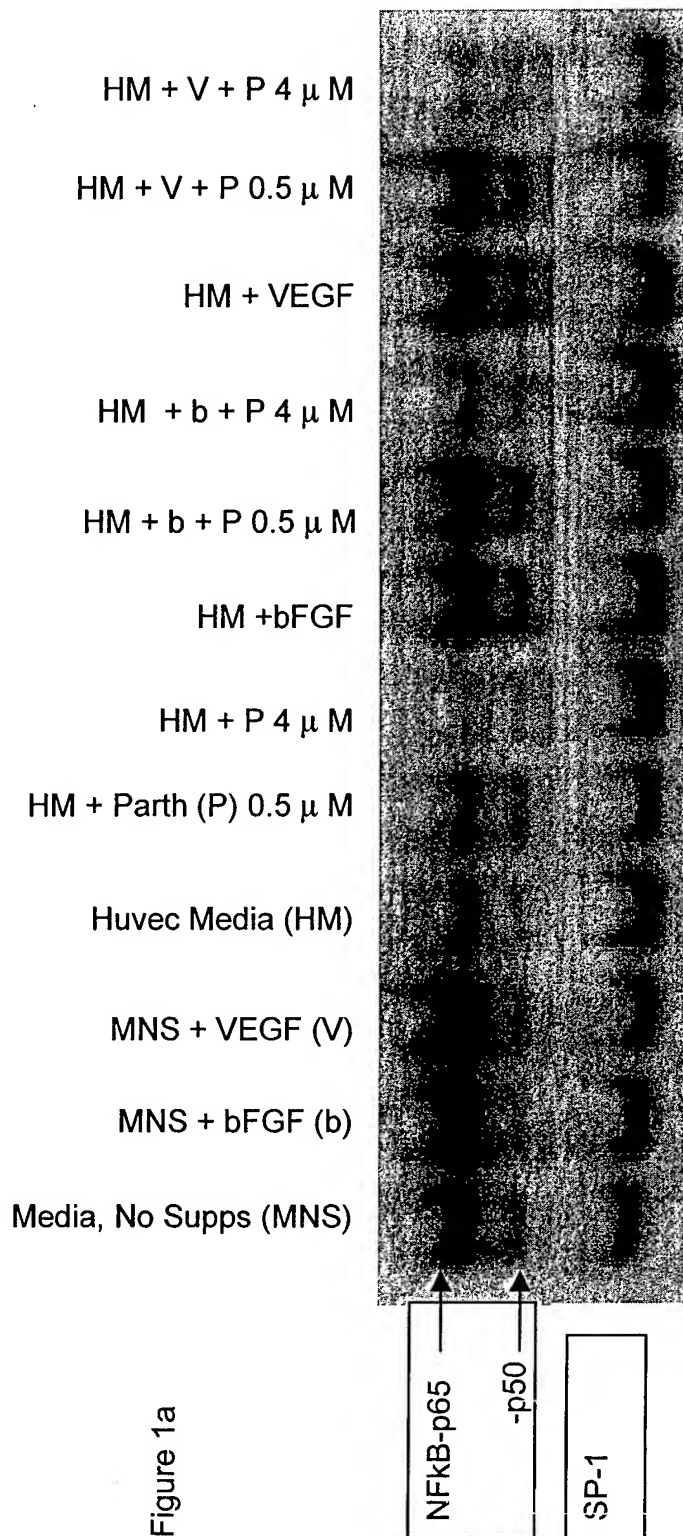 HM + V + P 4 μ M
HM + V + P 0.5 μ M
HM + VEGF
HM + b + P 4 μ M
HM + b + P 0.5 μ M
HM +bFGF
HM + P 4 μ M
HM + Parth (P) 0.5 μ M
Huvec Media (HM)
MNS + VEGF (V)
MNS + bFGF (b)
Media, No Supps (MNS)
NFkB-p65
-p50
SP-1
Figure 1a